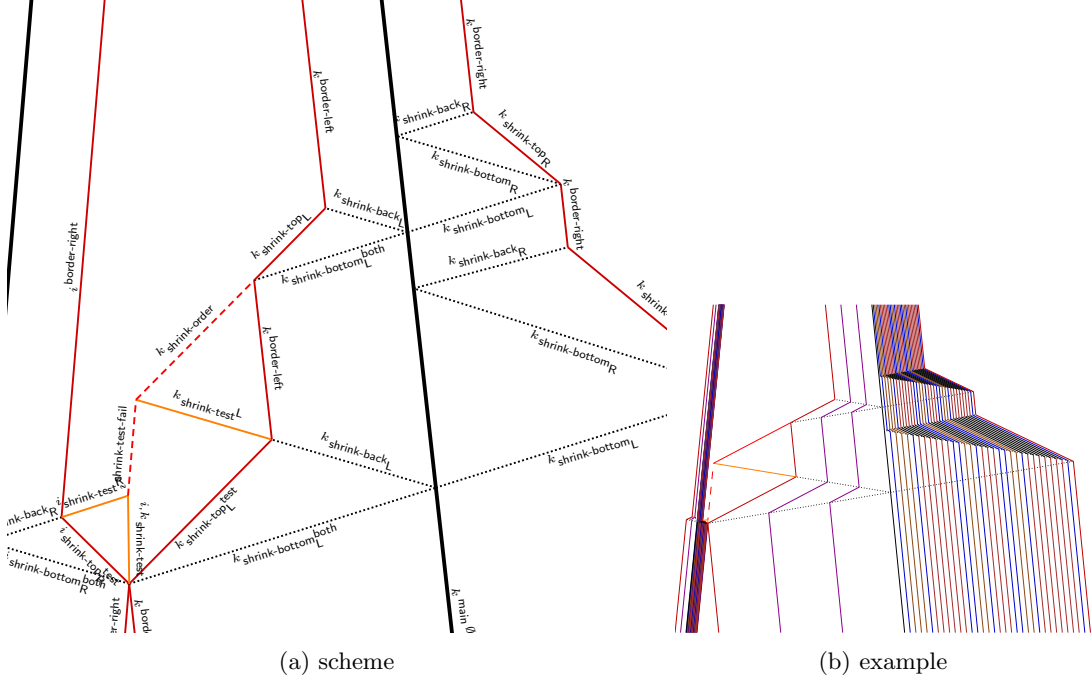 k border-right
k border-left
k shrink-back R
k shrink-top R
k shrink-bottom R
k border-right
k shrink-back L
k shrink-top L
k shrink-bottom L
k shrink-bottom L both
k shrink-back R
i border-right
k shrink-order
k border-left
k shrink-bottom R
k shrink-test L
k shrink-back L
k shrink-bottom L
i shrink-test-fail
i shrink-test R
i, k shrink-test
k shrink-top L test
k shrink-bottom L both
i shrink-top R test
shrink-bottom R both
k main ∅
(a) scheme
(b) example